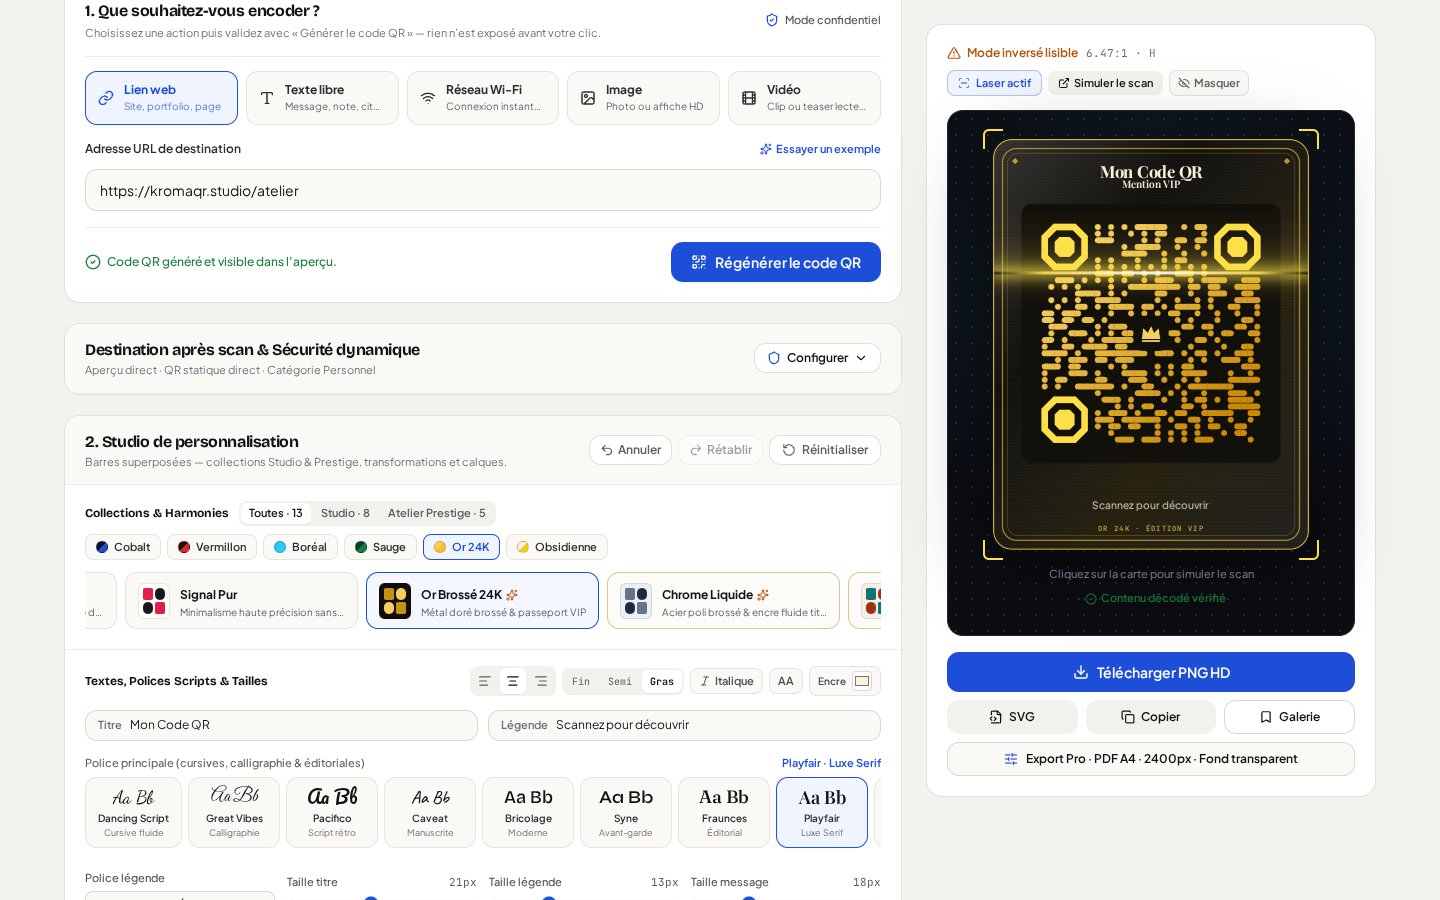 1. Que souhaitez-vous encoder ?
Choisissez une action puis validez avec « Générer le code QR » — rien n'est exposé avant votre clic.
Mode confidentiel
Lien web
Site, portfolio, page
Texte libre
Message, note, cit...
Réseau Wi-Fi
Connexion instant...
Image
Photo ou affiche HD
Vidéo
Clip ou teaser lecte...
Adresse URL de destination
Essayer un exemple
https://kromaqr.studio/atelier
Code QR généré et visible dans l'aperçu.
Régénérer le code QR
Destination après scan & Sécurité dynamique
Aperçu direct · QR statique direct · Catégorie Personnel
Configurer
2. Studio de personnalisation
Barres superposées — collections Studio & Prestige, transformations et calques.
Annuler
Rétablir
Réinitialiser
Collections & Harmonies
Toutes · 13
Studio · 8
Atelier Prestige · 5
Cobalt
Vermillon
Boréal
Sauge
Or 24K
Obsidienne
d...
Signal Pur
Minimalisme haute précision sans...
Or Brossé 24K
Métal doré brossé & passeport VIP
Chrome Liquide
Acier poli brossé & encre fluide tit...
Textes, Polices Scripts & Tailles
Fin
Semi
Gras
Italique
AA
Encre
Titre Mon Code QR
Légende Scannez pour découvrir
Police principale (cursives, calligraphie & éditoriales)
Playfair · Luxe Serif
Aa Bb
Dancing Script
Cursive fluide
Aa Bb
Great Vibes
Calligraphie
Aa Bb
Pacifico
Script rétro
Aa Bb
Caveat
Manuscrite
Aa Bb
Bricolage
Moderne
Aa Bb
Syne
Avant-garde
Aa Bb
Fraunces
Éditorial
Aa Bb
Playfair
Luxe Serif
Police légende
Taille titre 21px
Taille légende 13px
Taille message 18px
Mode inversé lisible 6.47:1 · H
Laser actif
Simuler le scan
Masquer
Mon Code QR
Mention VIP
Scannez pour découvrir
OR 24K · ÉDITION VIP
Cliquez sur la carte pour simuler le scan
Contenu décodé vérifié
Télécharger PNG HD
SVG
Copier
Galerie
Export Pro · PDF A4 · 2400px · Fond transparent